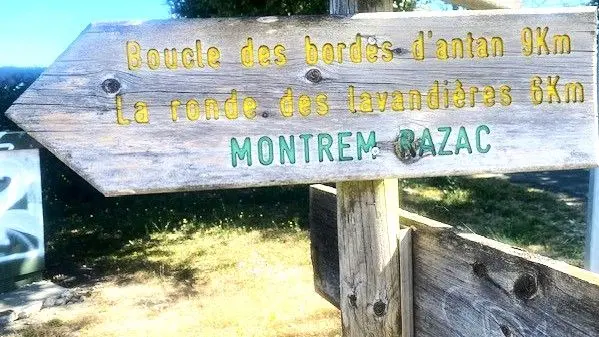 Boucle des bordes d'antan 9Km
La ronde des lavandières 6Km
MONTREM RAZAC